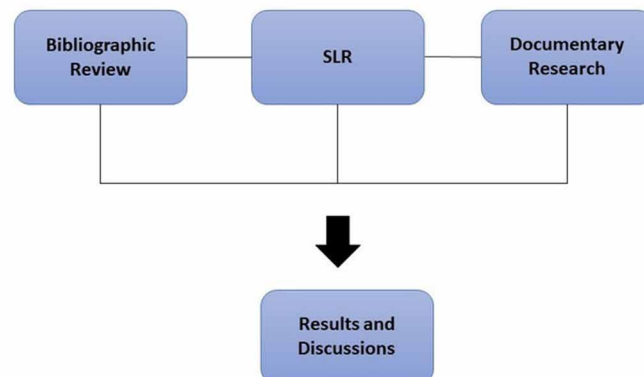 Bibliographic
Review
SLR
Documentary
Research
Results and
Discussions